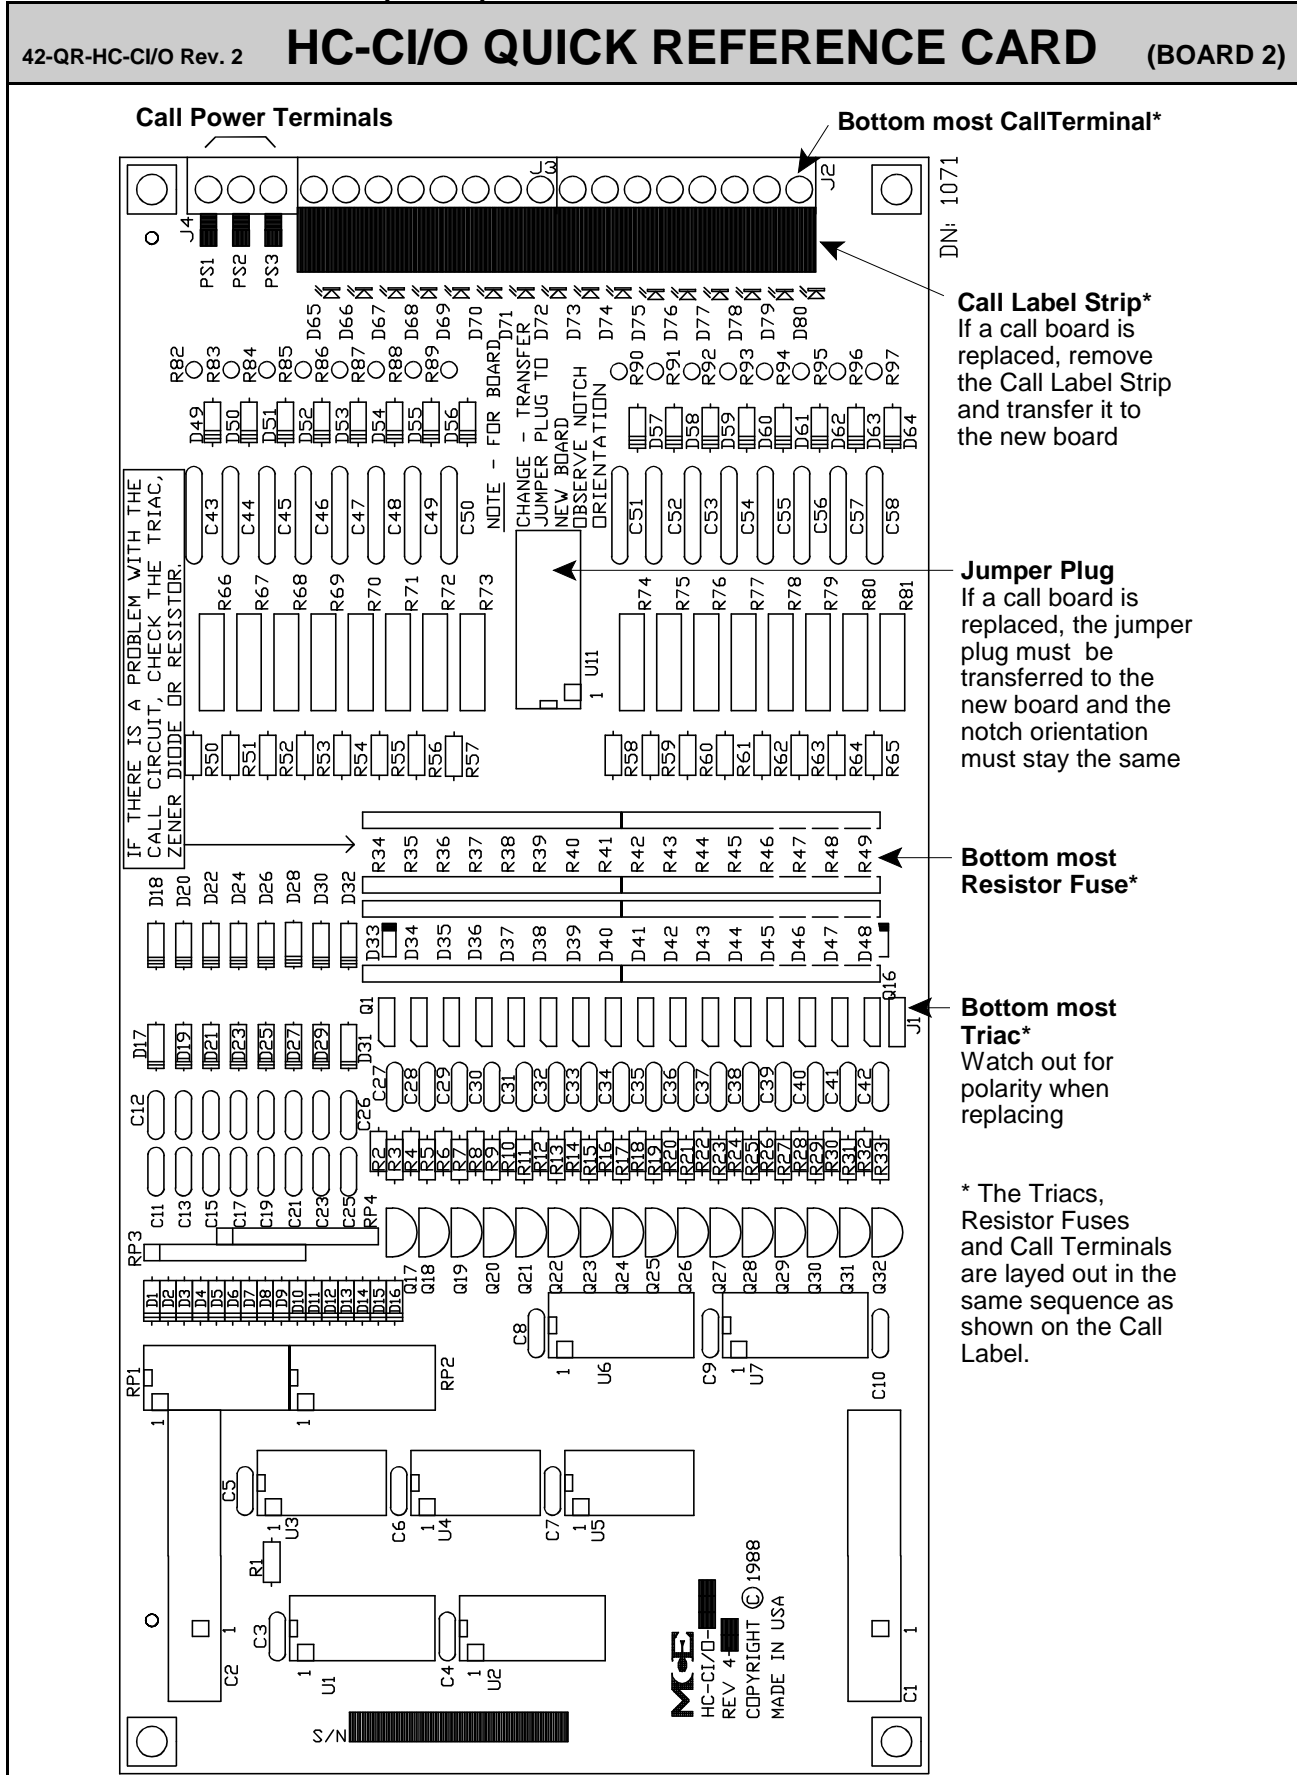 42-QR-HC-CI/O Rev. 2 HC-CI/O QUICK REFERENCE CARD (BOARD 2)
Call Power Terminals
Bottom most CallTerminal*
J4
J3
J2
DN: 1071
PS1 PS2 PS3
Call Label Strip*
If a call board is
replaced, remove
the Call Label Strip
and transfer it to
the new board
D65 D66 D67 D68 D69 D70 D71 D72 D73 D74 D75 D76 D77 D78 D79 D80
R82 R83 R84 R85 R86 R87 R88 R89
R90 R91 R92 R93 R94 R95 R96 R97
D49 D50 D51 D52 D53 D54 D55 D56
D57 D58 D59 D60 D61 D62 D63 D64
NOTE - FOR BOARD
CHANGE - TRANSFER
JUMPER PLUG TO
NEW BOARD
OBSERVE NOTCH
ORIENTATION
C43 C44 C45 C46 C47 C48 C49 C50
C51 C52 C53 C54 C55 C56 C57 C58
IF THERE IS A PROBLEM WITH THE
CALL CIRCUIT, CHECK THE TRIAC,
ZENER DIODE OR RESISTOR.
R66 R67 R68 R69 R70 R71 R72 R73
R74 R75 R76 R77 R78 R79 R80 R81
1 U11
Jumper Plug
If a call board is
replaced, the jumper
plug must be
transferred to the
new board and the
notch orientation
must stay the same
R50 R51 R52 R53 R54 R55 R56 R57
R58 R59 R60 R61 R62 R63 R64 R65
R34 R35 R36 R37 R38 R39 R40 R41 R42 R43 R44 R45 R46 R47 R48 R49
Bottom most
Resistor Fuse*
D18 D20 D22 D24 D26 D28 D30 D32
D33 D34 D35 D36 D37 D38 D39 D40 D41 D42 D43 D44 D45 D46 D47 D48
Q1
Q16
J1
Bottom most
Triac*
Watch out for
polarity when
replacing
D17 D19 D21 D23 D25 D27 D29 D31
C27 C28 C29 C30 C31 C32 C33 C34 C35 C36 C37 C38 C39 C40 C41 C42
C12 C26
R2 R3 R4 R5 R6 R7 R8 R9 R10 R11 R12 R13 R14 R15 R16 R17 R18 R19 R20 R21 R22 R23 R24 R25 R26 R27 R28 R29 R30 R31 R32 R33
C11 C13 C15 C17 C19 C21 C23 C25
RP4
RP3
* The Triacs,
Resistor Fuses
and Call Terminals
are layed out in the
same sequence as
shown on the Call
Label.
Q17 Q18 Q19 Q20 Q21 Q22 Q23 Q24 Q25 Q26 Q27 Q28 Q29 Q30 Q31 Q32
D1 D2 D3 D4 D5 D6 D7 D8 D9 D10 D11 D12 D13 D14 D15 D16
C8 1 U6 C9 1 U7 C10
RP1 1 1 RP2
C5 1 U3 C6 1 U4 C7 1 U5
R1
C3 1 U1 C4 1 U2
1 C2
1 C1
MCE
HC-CI/O-
REV 4-
COPYRIGHT © 1988
MADE IN USA
S/N